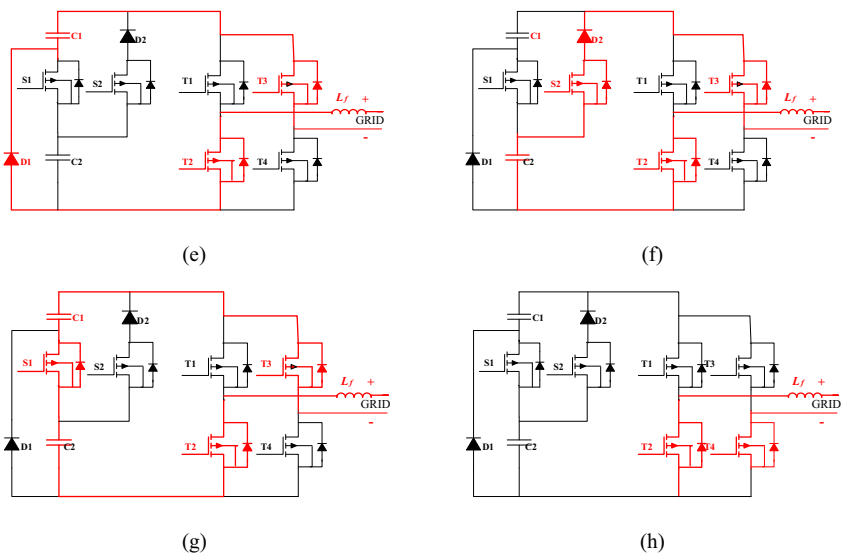 C1
D2
S1
S2
T1
T3
Lf
+
GRID
-
D1
C2
T2
T4
(e)
C1
D2
S1
S2
T1
T3
Lf
+
GRID
-
D1
C2
T2
T4
(f)
C1
D2
S1
S2
T1
T3
Lf
+
GRID
-
D1
C2
T2
T4
(g)
C1
D2
S1
S2
T1
T3
Lf
+
GRID
-
D1
C2
T2
T4
(h)